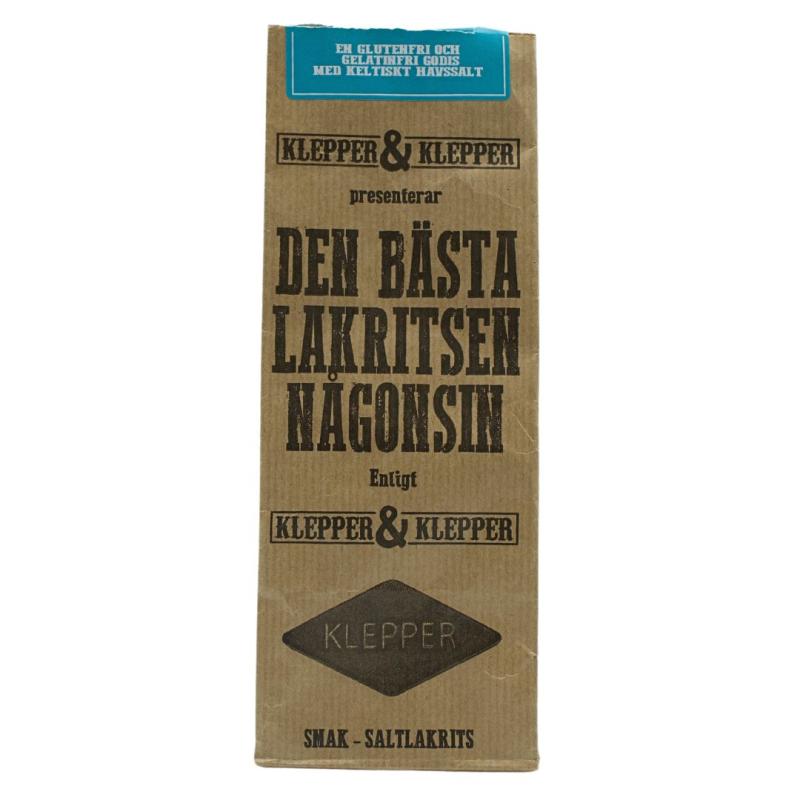 EN GLUTENFRI OCH
GELATINFRI GODIS
MED KELTISKT HAVSSALT
KLEPPER & KLEPPER
presenterar
DEN BÄSTA
LAKRITSEN
NÅGONSIN
Enligt
KLEPPER & KLEPPER
KLEPPER
SMAK - SALTLAKRITS